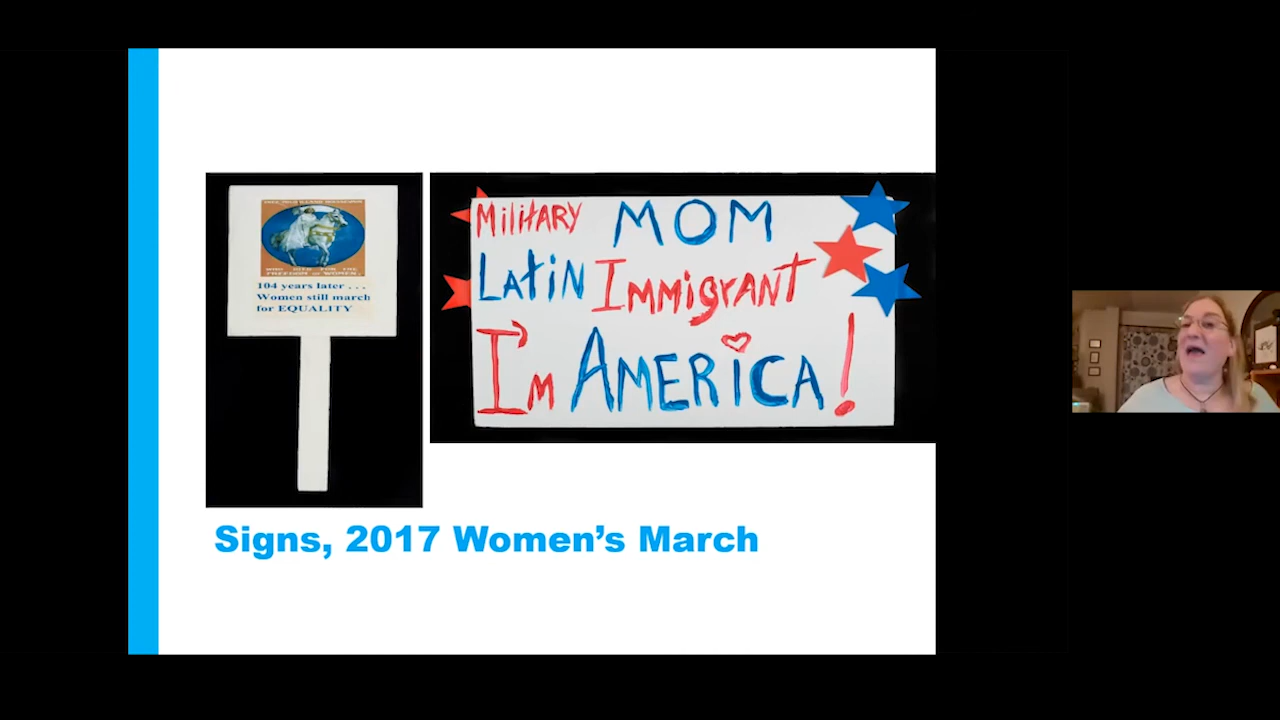 104 years later . . .
Women still march
for EQUALITY
MilitARY MOM
LAtiN ImmigrANT
I'm AMERiCA!
Signs, 2017 Women's March